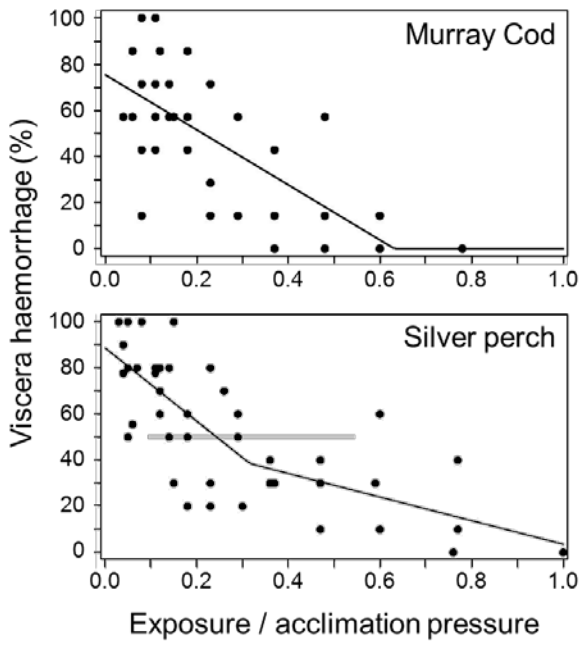 Viscera haemorrhage (%)
Murray Cod
100
80
60
40
20
0
0.0 0.2 0.4 0.6 0.8 1.0
Silver perch
100
80
60
40
20
0
0.0 0.2 0.4 0.6 0.8 1.0
Exposure / acclimation pressure